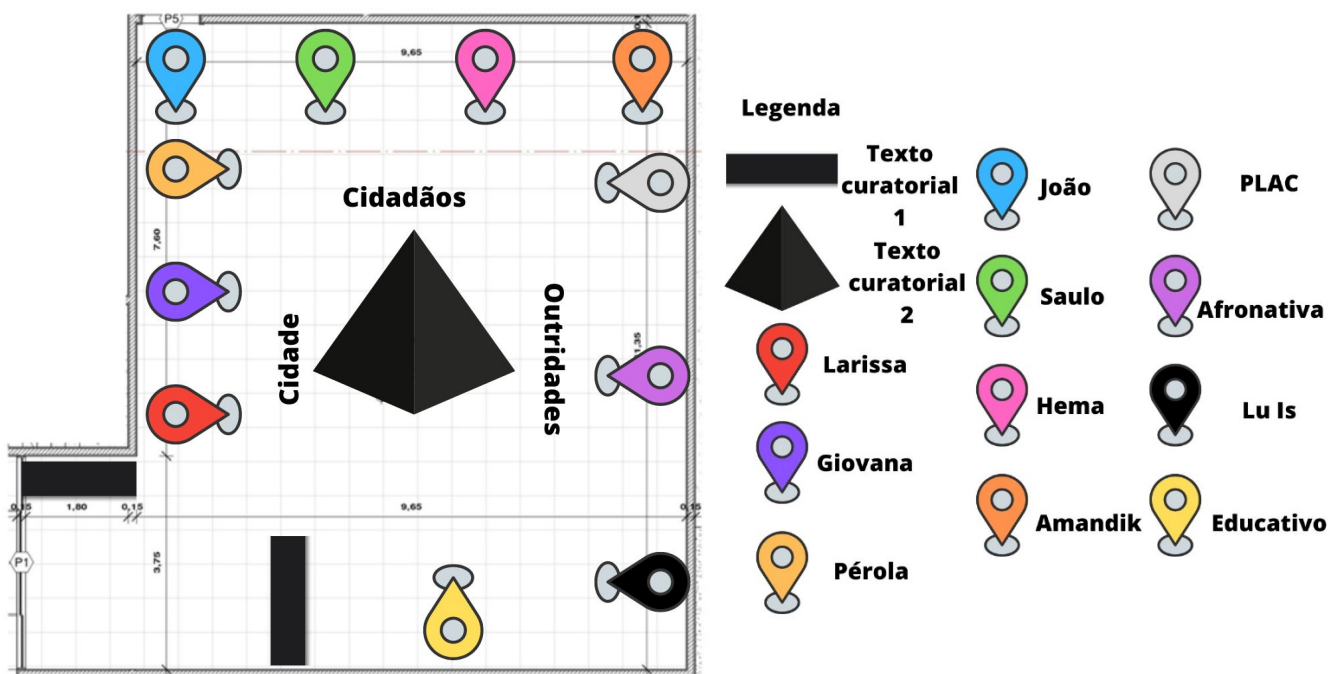 P5
9,65
0,1
7,60
Cidadãos
Cidade
Outridades
1,35
0,15
1,80
0,15
9,65
0,15
P1
3,75
Legenda
Texto
curatorial
1
Texto
curatorial
2
Larissa
Giovana
Pérola
João
Saulo
Hema
Amandik
PLAC
Afronativa
Lu Is
Educativo